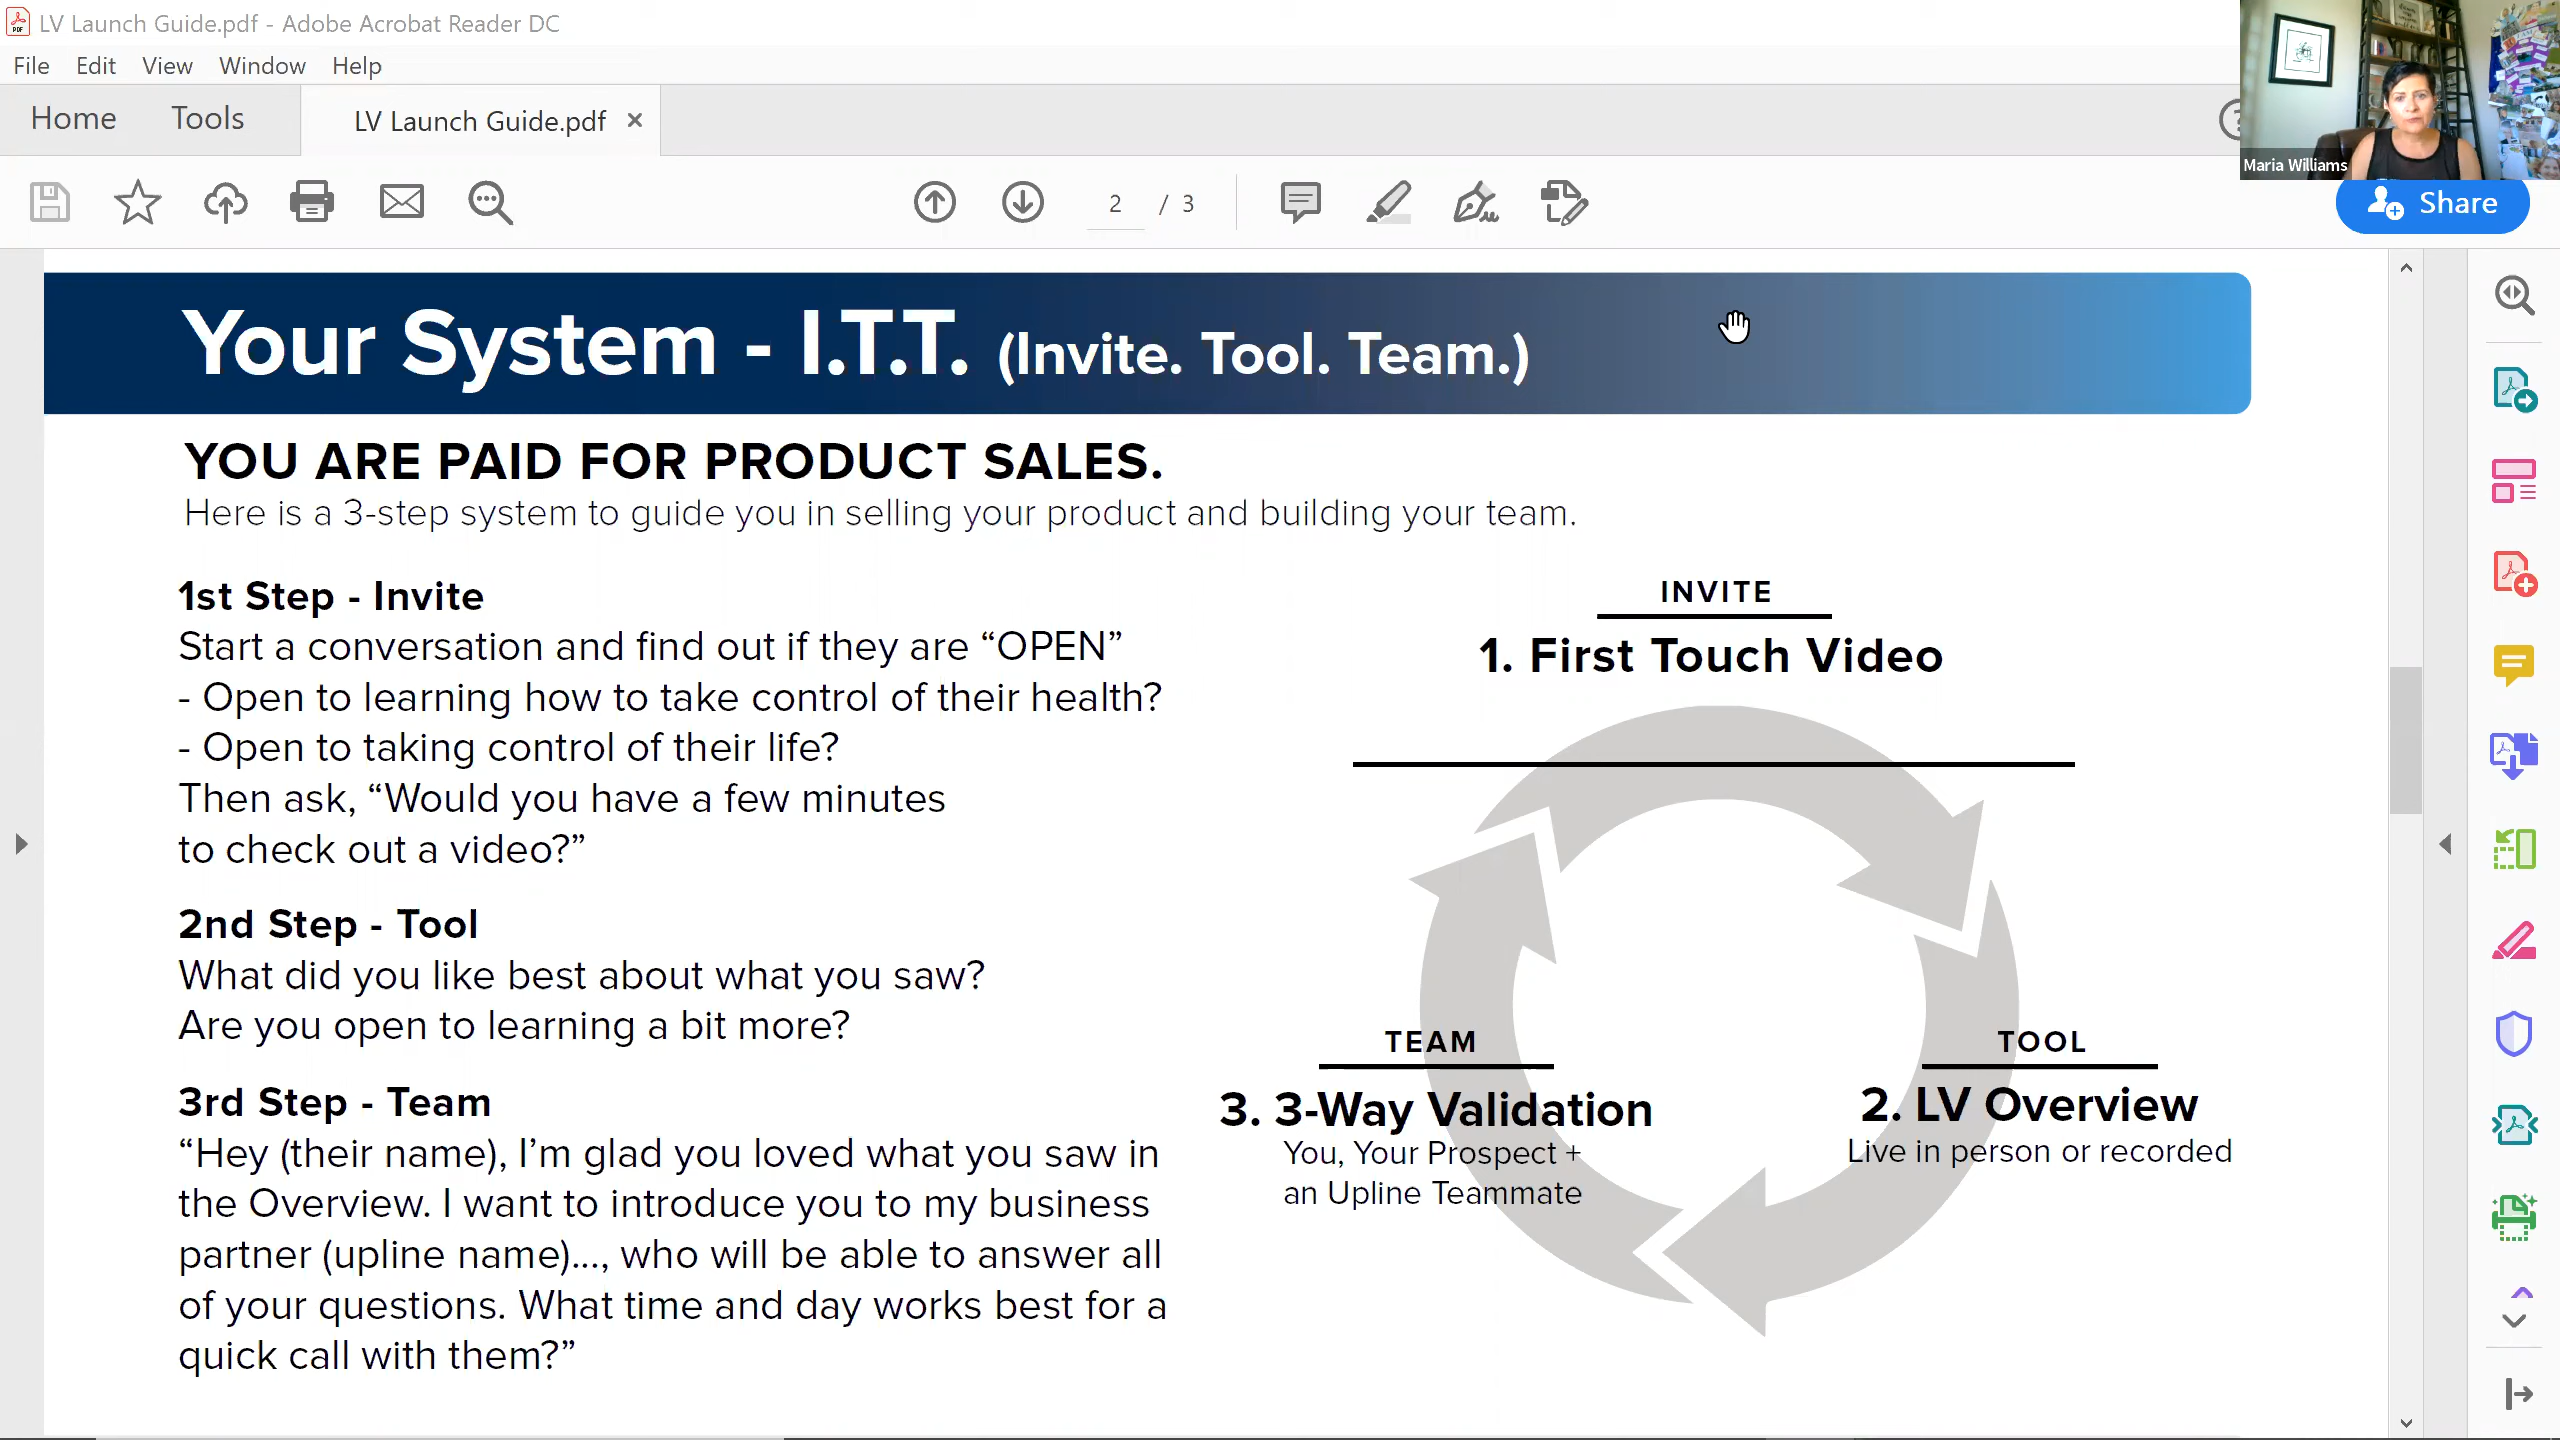 LV Launch Guide.pdf - Adobe Acrobat Reader DC
File Edit View Window Help
Home Tools LV Launch Guide.pdf
2 / 3
Maria Williams
Share
Your System - I.T.T. (Invite. Tool. Team.)
YOU ARE PAID FOR PRODUCT SALES.
Here is a 3-step system to guide you in selling your product and building your team.
1st Step - Invite
Start a conversation and find out if they are “OPEN”
- Open to learning how to take control of their health?
- Open to taking control of their life?
Then ask, “Would you have a few minutes
to check out a video?”
2nd Step - Tool
What did you like best about what you saw?
Are you open to learning a bit more?
3rd Step - Team
“Hey (their name), I’m glad you loved what you saw in
the Overview. I want to introduce you to my business
partner (upline name)..., who will be able to answer all
of your questions. What time and day works best for a
quick call with them?”
INVITE
1. First Touch Video
TOOL
2. LV Overview
Live in person or recorded
TEAM
3. 3-Way Validation
You, Your Prospect +
an Upline Teammate